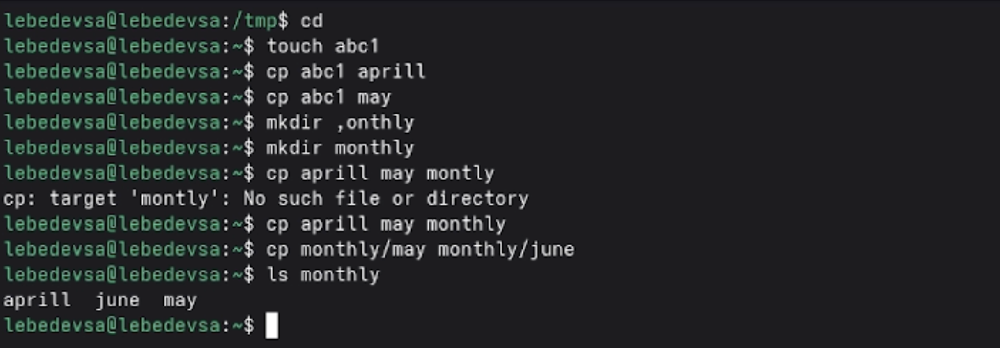 lebedevsa@lebedevsa:/tmp$ cd
lebedevsa@lebedevsa:~$ touch abc1
lebedevsa@lebedevsa:~$ cp abc1 aprill
lebedevsa@lebedevsa:~$ cp abc1 may
lebedevsa@lebedevsa:~$ mkdir ,onthly
lebedevsa@lebedevsa:~$ mkdir monthly
lebedevsa@lebedevsa:~$ cp aprill may montly
cp: target 'montly': No such file or directory
lebedevsa@lebedevsa:~$ cp aprill may monthly
lebedevsa@lebedevsa:~$ cp monthly/may monthly/june
lebedevsa@lebedevsa:~$ ls monthly
aprill  june  may
lebedevsa@lebedevsa:~$